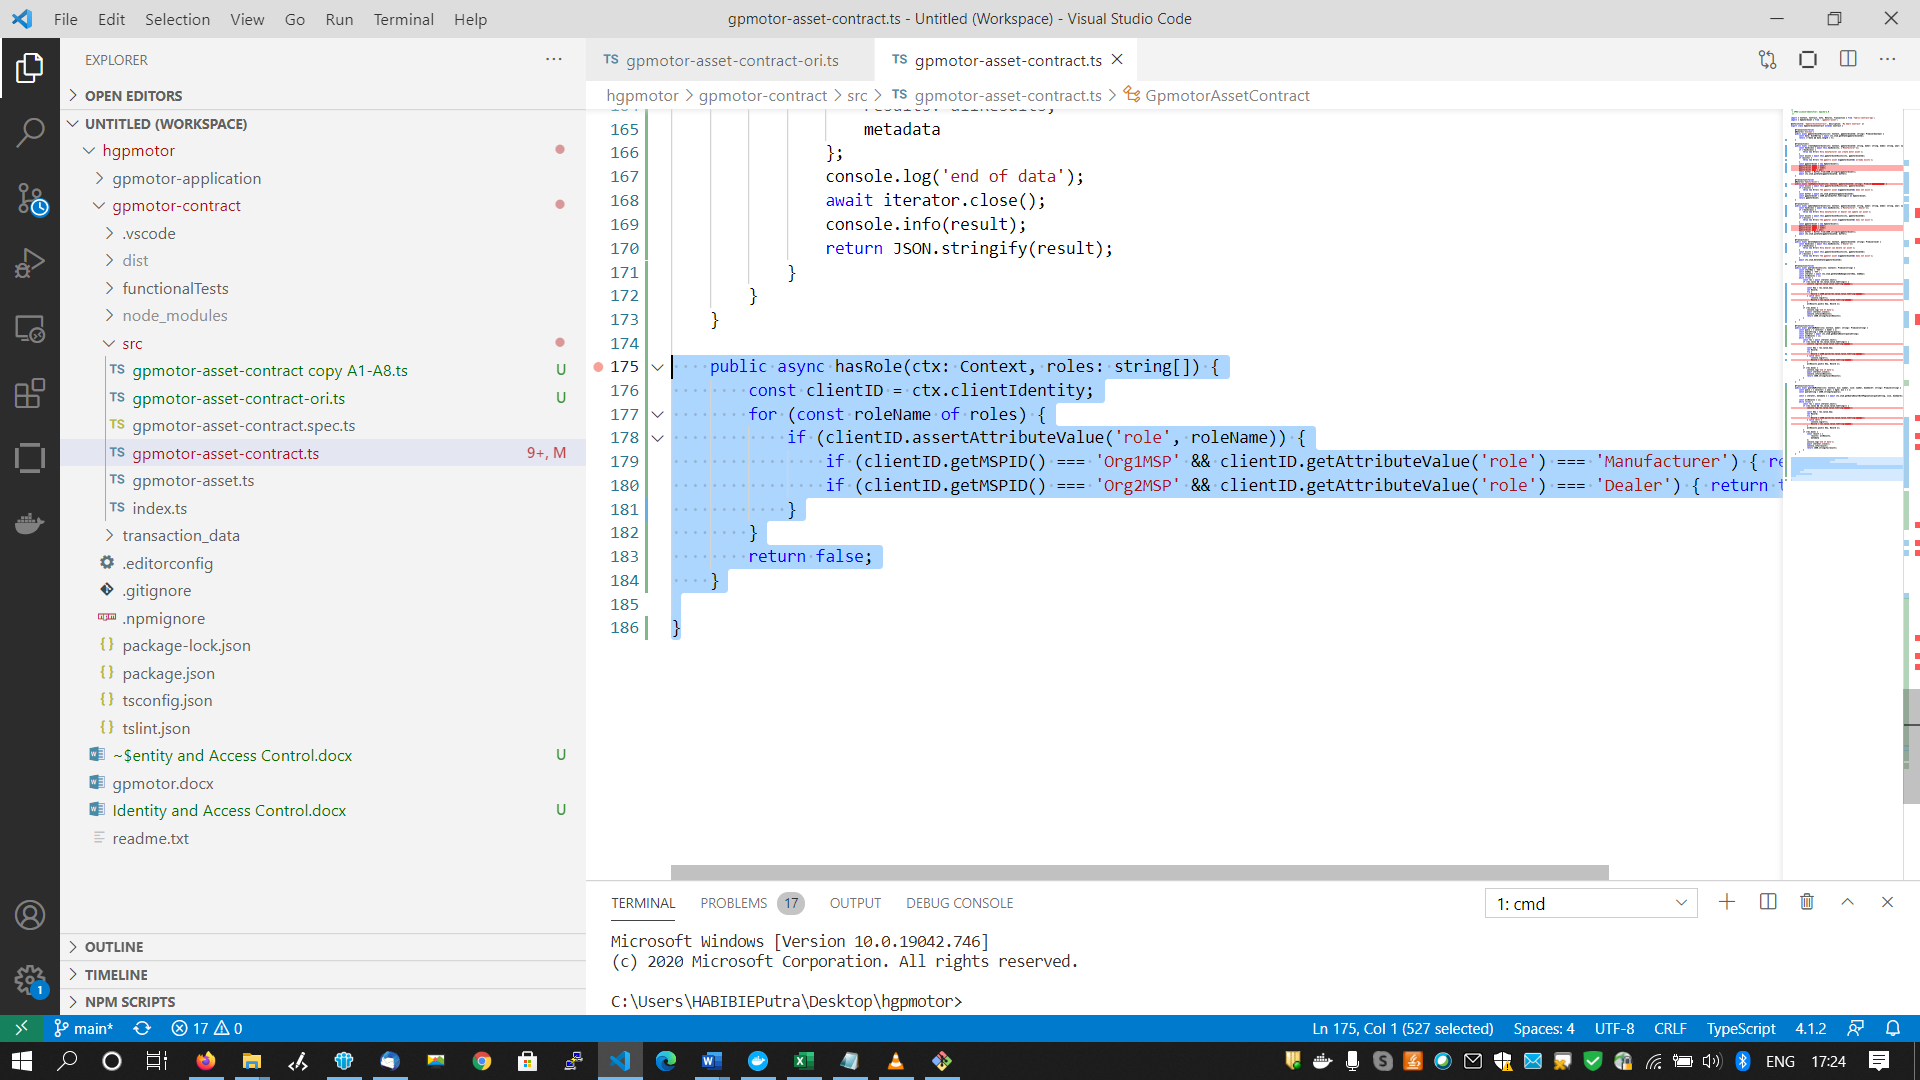 File Edit Selection View Go Run Terminal Help
gpmotor-asset-contract.ts - Untitled (Workspace) - Visual Studio Code
EXPLORER
OPEN EDITORS
UNTITLED (WORKSPACE)
hgpmotor
gpmotor-application
gpmotor-contract
.vscode
dist
functionalTests
node_modules
src
TS gpmotor-asset-contract copy A1-A8.ts U
TS gpmotor-asset-contract-ori.ts U
TS gpmotor-asset-contract.spec.ts
TS gpmotor-asset-contract.ts 9+, M
TS gpmotor-asset.ts
TS index.ts
transaction_data
.editorconfig
.gitignore
.npmignore
{} package-lock.json
{} package.json
{} tsconfig.json
{} tslint.json
~$entity and Access Control.docx U
gpmotor.docx
Identity and Access Control.docx U
readme.txt
OUTLINE
TIMELINE
NPM SCRIPTS
TS gpmotor-asset-contract-ori.ts
TS gpmotor-asset-contract.ts
hgpmotor > gpmotor-contract > src > TS gpmotor-asset-contract.ts > GpmotorAssetContract
165 metadata
166 };
167 console.log('end of data');
168 await iterator.close();
169 console.info(result);
170 return JSON.stringify(result);
171 }
172 }
173 }
174
175 public async hasRole(ctx: Context, roles: string[]) {
176 const clientID = ctx.clientIdentity;
177 for (const roleName of roles) {
178 if (clientID.assertAttributeValue('role', roleName)) {
179 if (clientID.getMSPID() === 'Org1MSP' && clientID.getAttributeValue('role') === 'Manufacturer') { re
180 if (clientID.getMSPID() === 'Org2MSP' && clientID.getAttributeValue('role') === 'Dealer') { return t
181 }
182 }
183 return false;
184 }
185
186 }
TERMINAL PROBLEMS 17 OUTPUT DEBUG CONSOLE
1: cmd
Microsoft Windows [Version 10.0.19042.746]
(c) 2020 Microsoft Corporation. All rights reserved.
C:\Users\HABIBIEPutra\Desktop\hgpmotor>
1
main* 17 0
Ln 175, Col 1 (527 selected) Spaces: 4 UTF-8 CRLF TypeScript 4.1.2
ENG 17:24